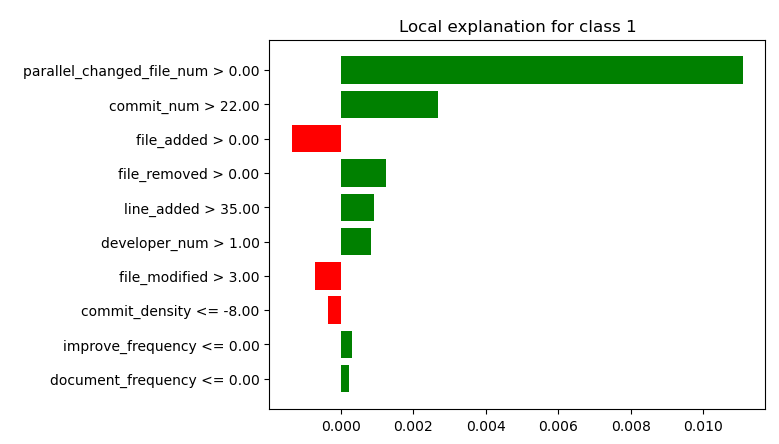 Local explanation for class 1
parallel_changed_file_num > 0.00
commit_num > 22.00
file_added > 0.00
file_removed > 0.00
line_added > 35.00
developer_num > 1.00
file_modified > 3.00
commit_density <= -8.00
improve_frequency <= 0.00
document_frequency <= 0.00
0.000 0.002 0.004 0.006 0.008 0.010